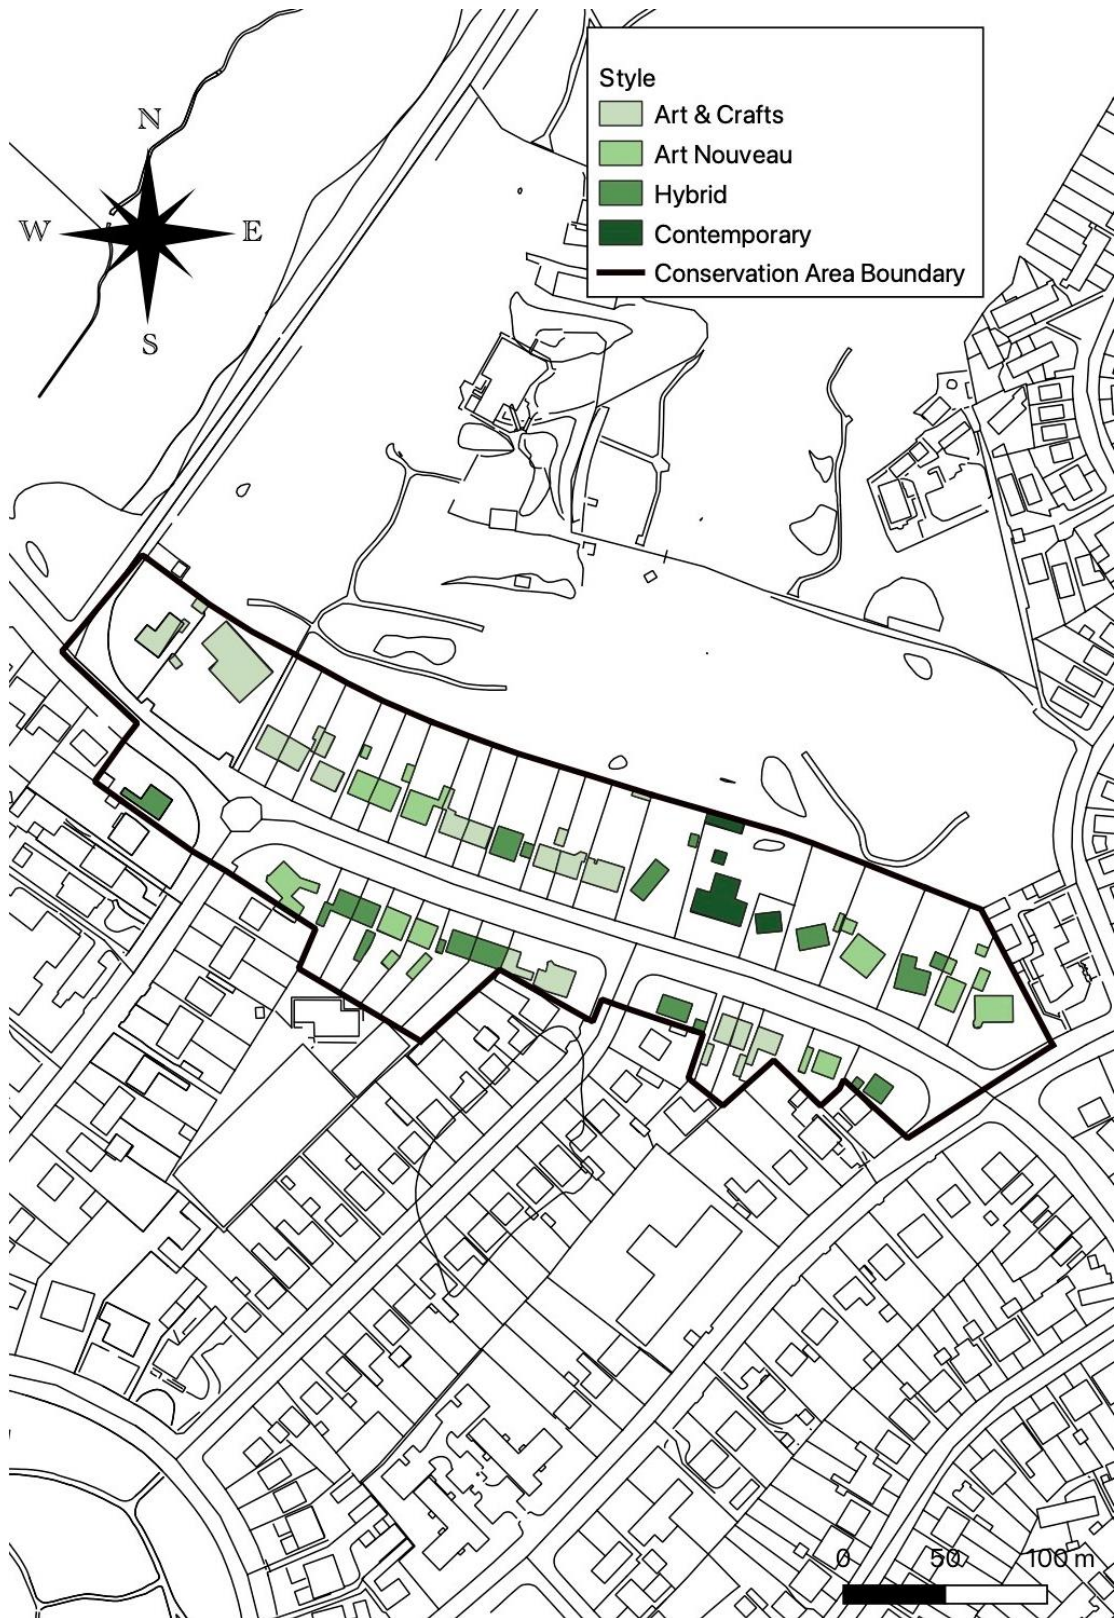 Style
Art & Crafts
Art Nouveau
Hybrid
Contemporary
Conservation Area Boundary
N
W E
S
0 50 100 m